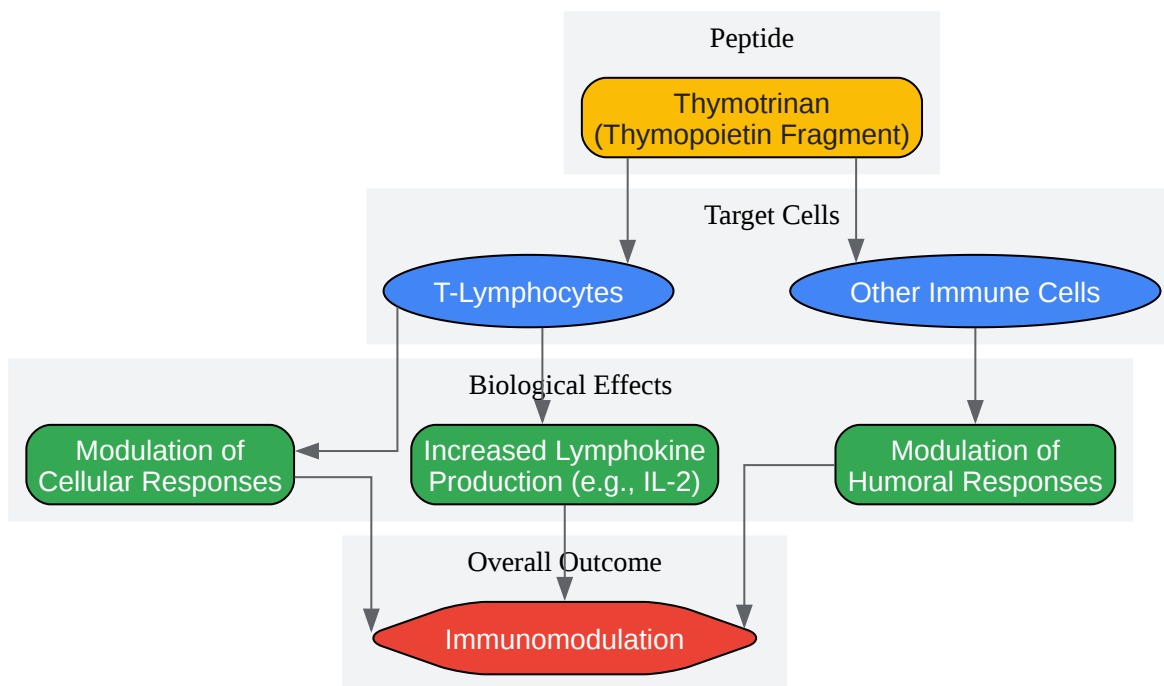 Peptide
Thymotrinan
(Thymopoietin Fragment)
Target Cells
T-Lymphocytes
Other Immune Cells
Biological Effects
Modulation of
Cellular Responses
Increased Lymphokine
Production (e.g., IL-2)
Modulation of
Humoral Responses
Overall Outcome
Immunomodulation